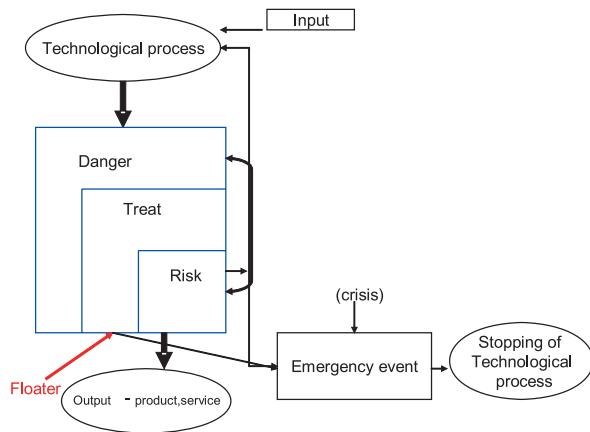 Input
Technological process
Danger
Treat
Risk
(crisis)
Floater
Emergency event
Stopping of
Technological
process
Output - product,service